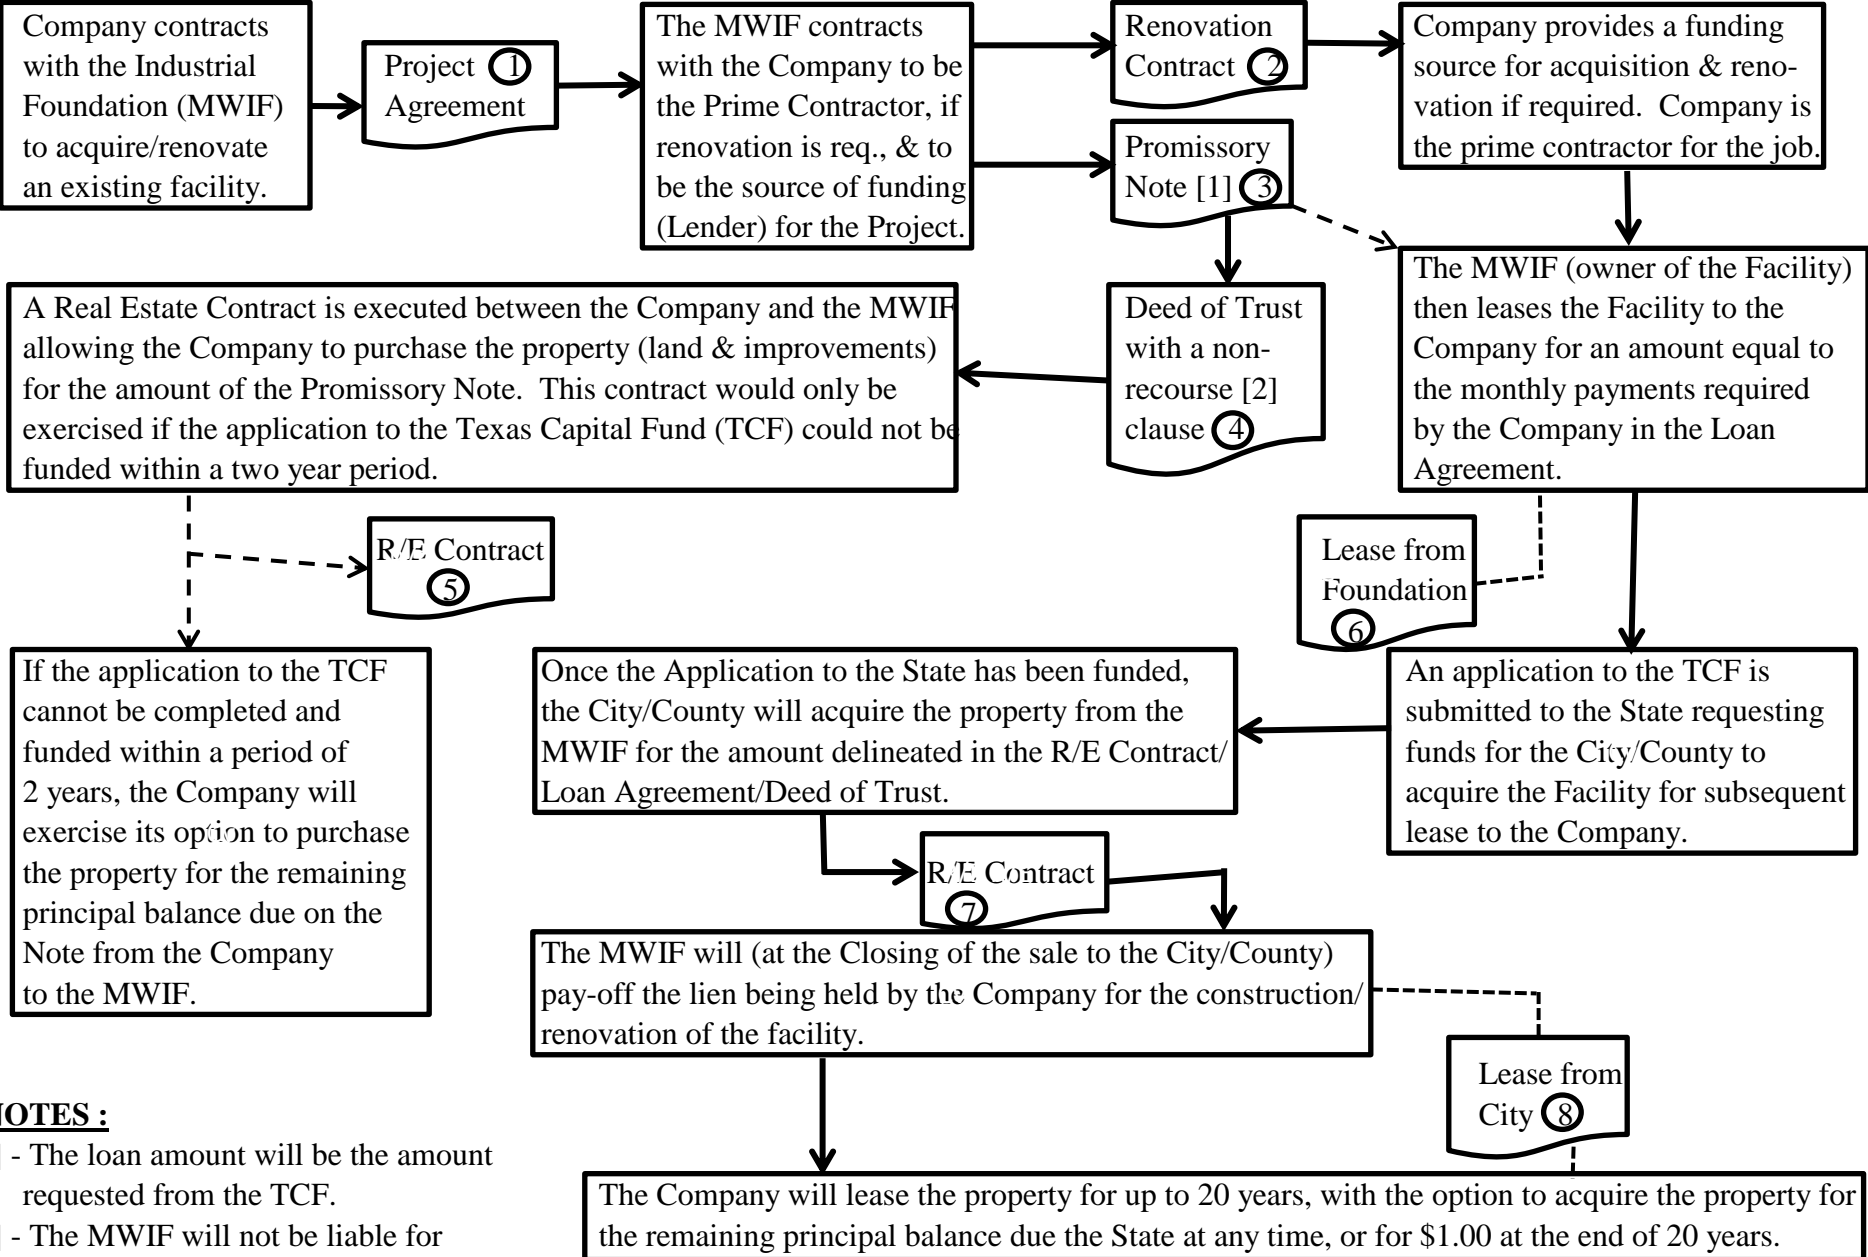 Company contracts
with the Industrial
Foundation (MWIF)
to acquire/renovate
an existing facility.
Project 1
Agreement
The MWIF contracts
with the Company to be
the Prime Contractor, if
renovation is req., & to
be the source of funding
(Lender) for the Project.
Renovation
Contract 2
Promissory
Note [1] 3
Company provides a funding
source for acquisition & reno-
vation if required. Company is
the prime contractor for the job.
The MWIF (owner of the Facility)
then leases the Facility to the
Company for an amount equal to
the monthly payments required
by the Company in the Loan
Agreement.
Deed of Trust
with a non-
recourse [2]
clause 4
A Real Estate Contract is executed between the Company and the MWIF
allowing the Company to purchase the property (land & improvements)
for the amount of the Promissory Note. This contract would only be
exercised if the application to the Texas Capital Fund (TCF) could not be
funded within a two year period.
R/E Contract
5
Lease from
Foundation
6
If the application to the TCF
cannot be completed and
funded within a period of
2 years, the Company will
exercise its option to purchase
the property for the remaining
principal balance due on the
Note from the Company
to the MWIF.
Once the Application to the State has been funded,
the City/County will acquire the property from the
MWIF for the amount delineated in the R/E Contract/
Loan Agreement/Deed of Trust.
An application to the TCF is
submitted to the State requesting
funds for the City/County to
acquire the Facility for subsequent
lease to the Company.
R/E Contract
7
The MWIF will (at the Closing of the sale to the City/County)
pay-off the lien being held by the Company for the construction/
renovation of the facility.
Lease from
City 8
NOTES :
- The loan amount will be the amount
requested from the TCF.
- The MWIF will not be liable for
The Company will lease the property for up to 20 years, with the option to acquire the property for
the remaining principal balance due the State at any time, or for $1.00 at the end of 20 years.